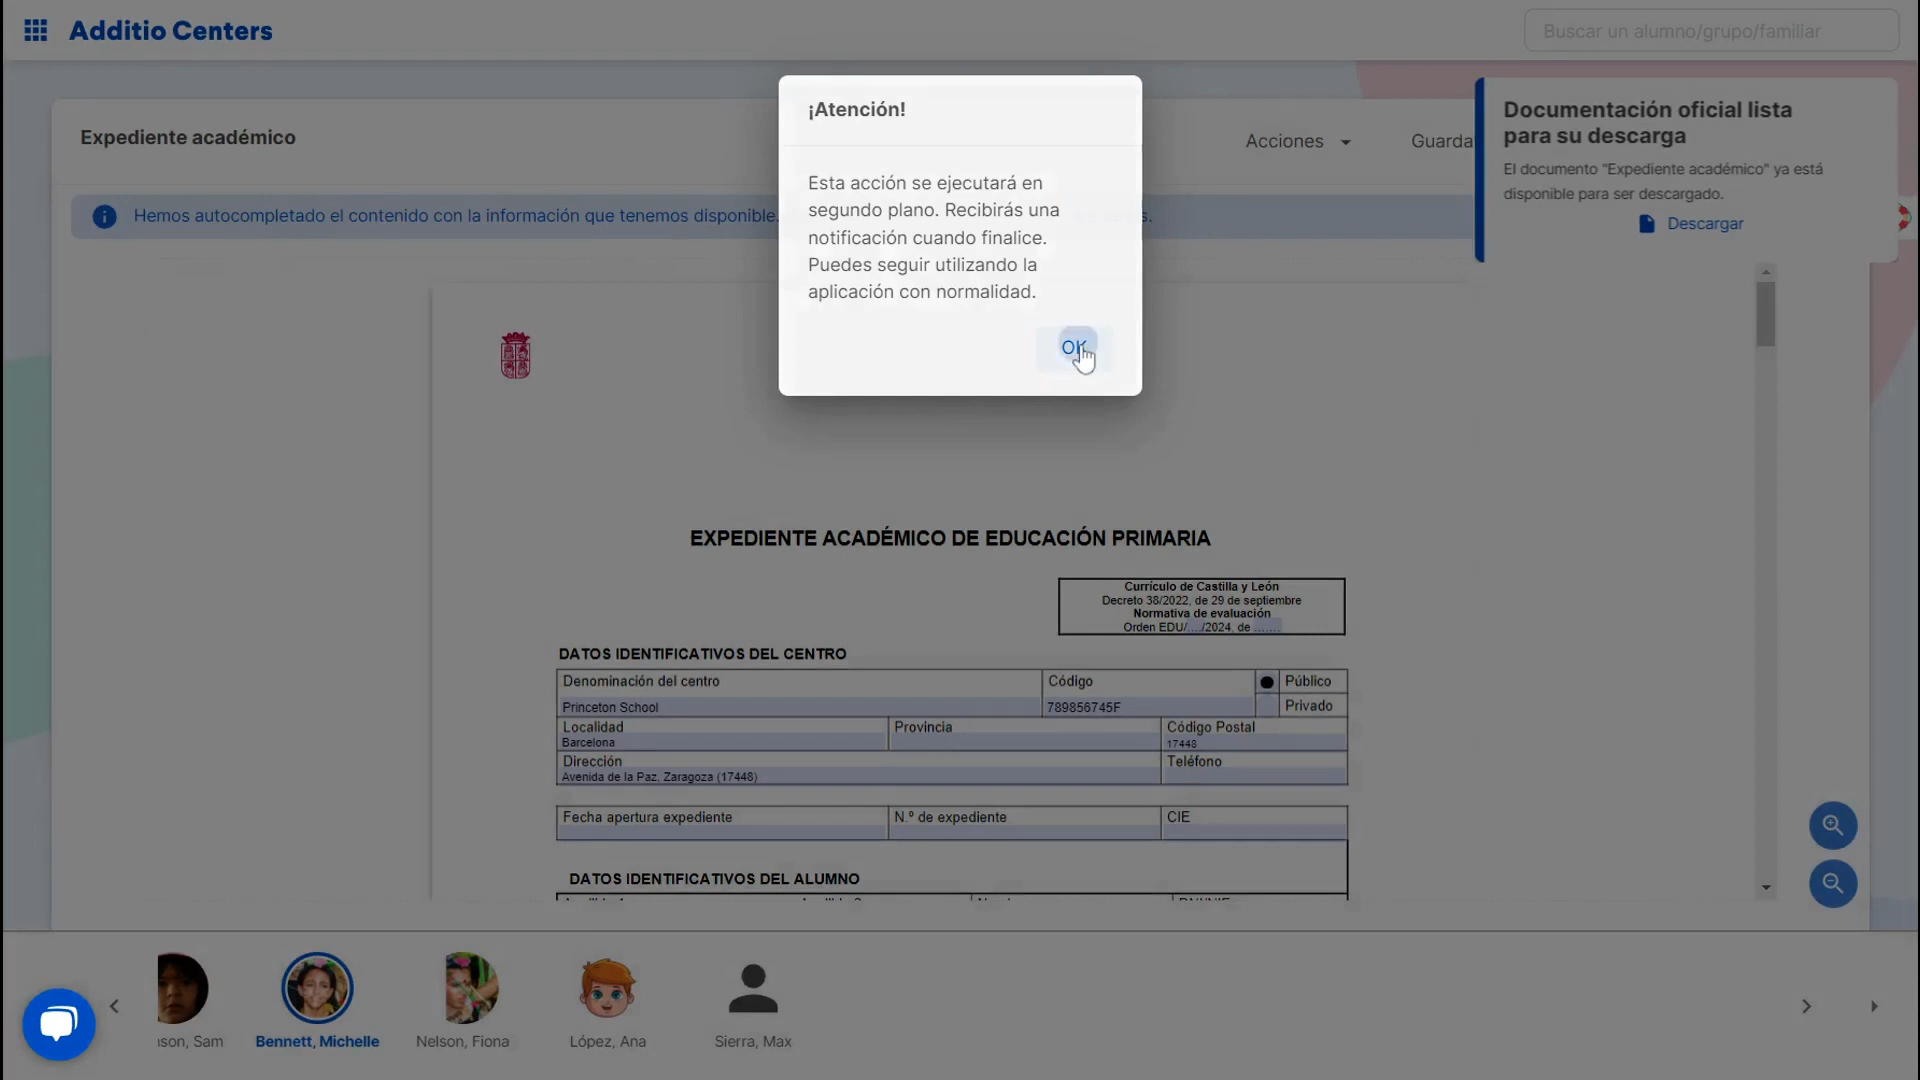 Additio Centers
Buscar un alumno/grupo/familiar
Expediente académico
Acciones
Guarda
Hemos autocompletado el contenido con la información que tenemos disponible.
¡Atención!
Esta acción se ejecutará en
segundo plano. Recibirás una
notificación cuando finalice.
Puedes seguir utilizando la
aplicación con normalidad.
OK
Documentación oficial lista
para su descarga
El documento "Expediente académico" ya está
disponible para ser descargado.
Descargar
EXPEDIENTE ACADÉMICO DE EDUCACIÓN PRIMARIA
Currículo de Castilla y León
Decreto 38/2022, de 29 de septiembre
Normativa de evaluación
Orden EDU/..../2024, de .......
DATOS IDENTIFICATIVOS DEL CENTRO
Denominación del centro
Código
Público
Princeton School
789856745F
Privado
Localidad
Provincia
Código Postal
Barcelona
17448
Dirección
Teléfono
Avenida de la Paz, Zaragoza (17448)
Fecha apertura expediente
N.º de expediente
CIE
DATOS IDENTIFICATIVOS DEL ALUMNO
Sam
Bennett, Michelle
Nelson, Fiona
López, Ana
Sierra, Max